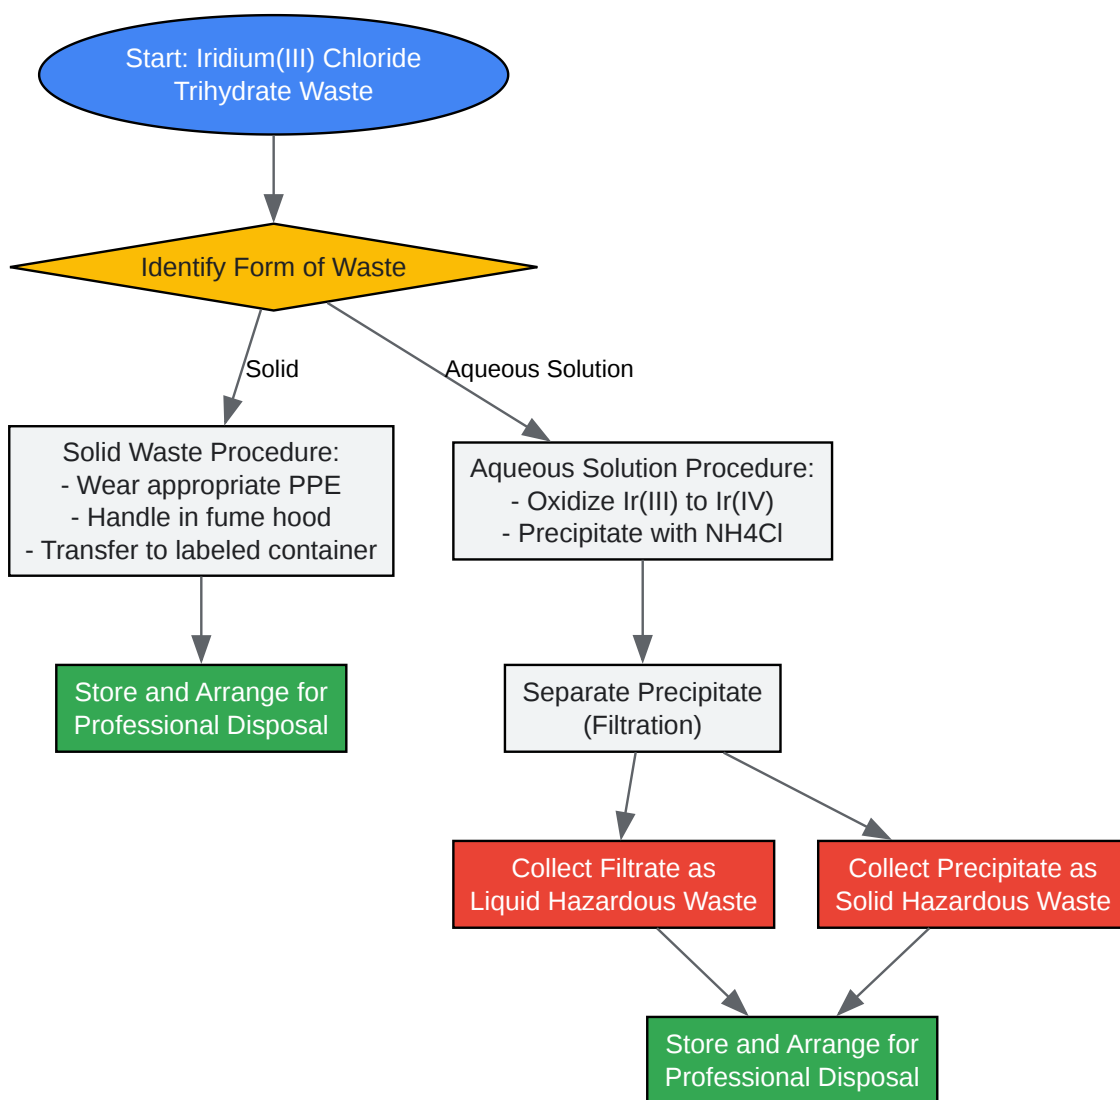 Start: Iridium(III) Chloride
Trihydrate Waste
Identify Form of Waste
Solid
Aqueous Solution
Solid Waste Procedure:
- Wear appropriate PPE
- Handle in fume hood
- Transfer to labeled container
Aqueous Solution Procedure:
- Oxidize Ir(III) to Ir(IV)
- Precipitate with NH4Cl
Store and Arrange for
Professional Disposal
Separate Precipitate
(Filtration)
Collect Filtrate as
Liquid Hazardous Waste
Collect Precipitate as
Solid Hazardous Waste
Store and Arrange for
Professional Disposal